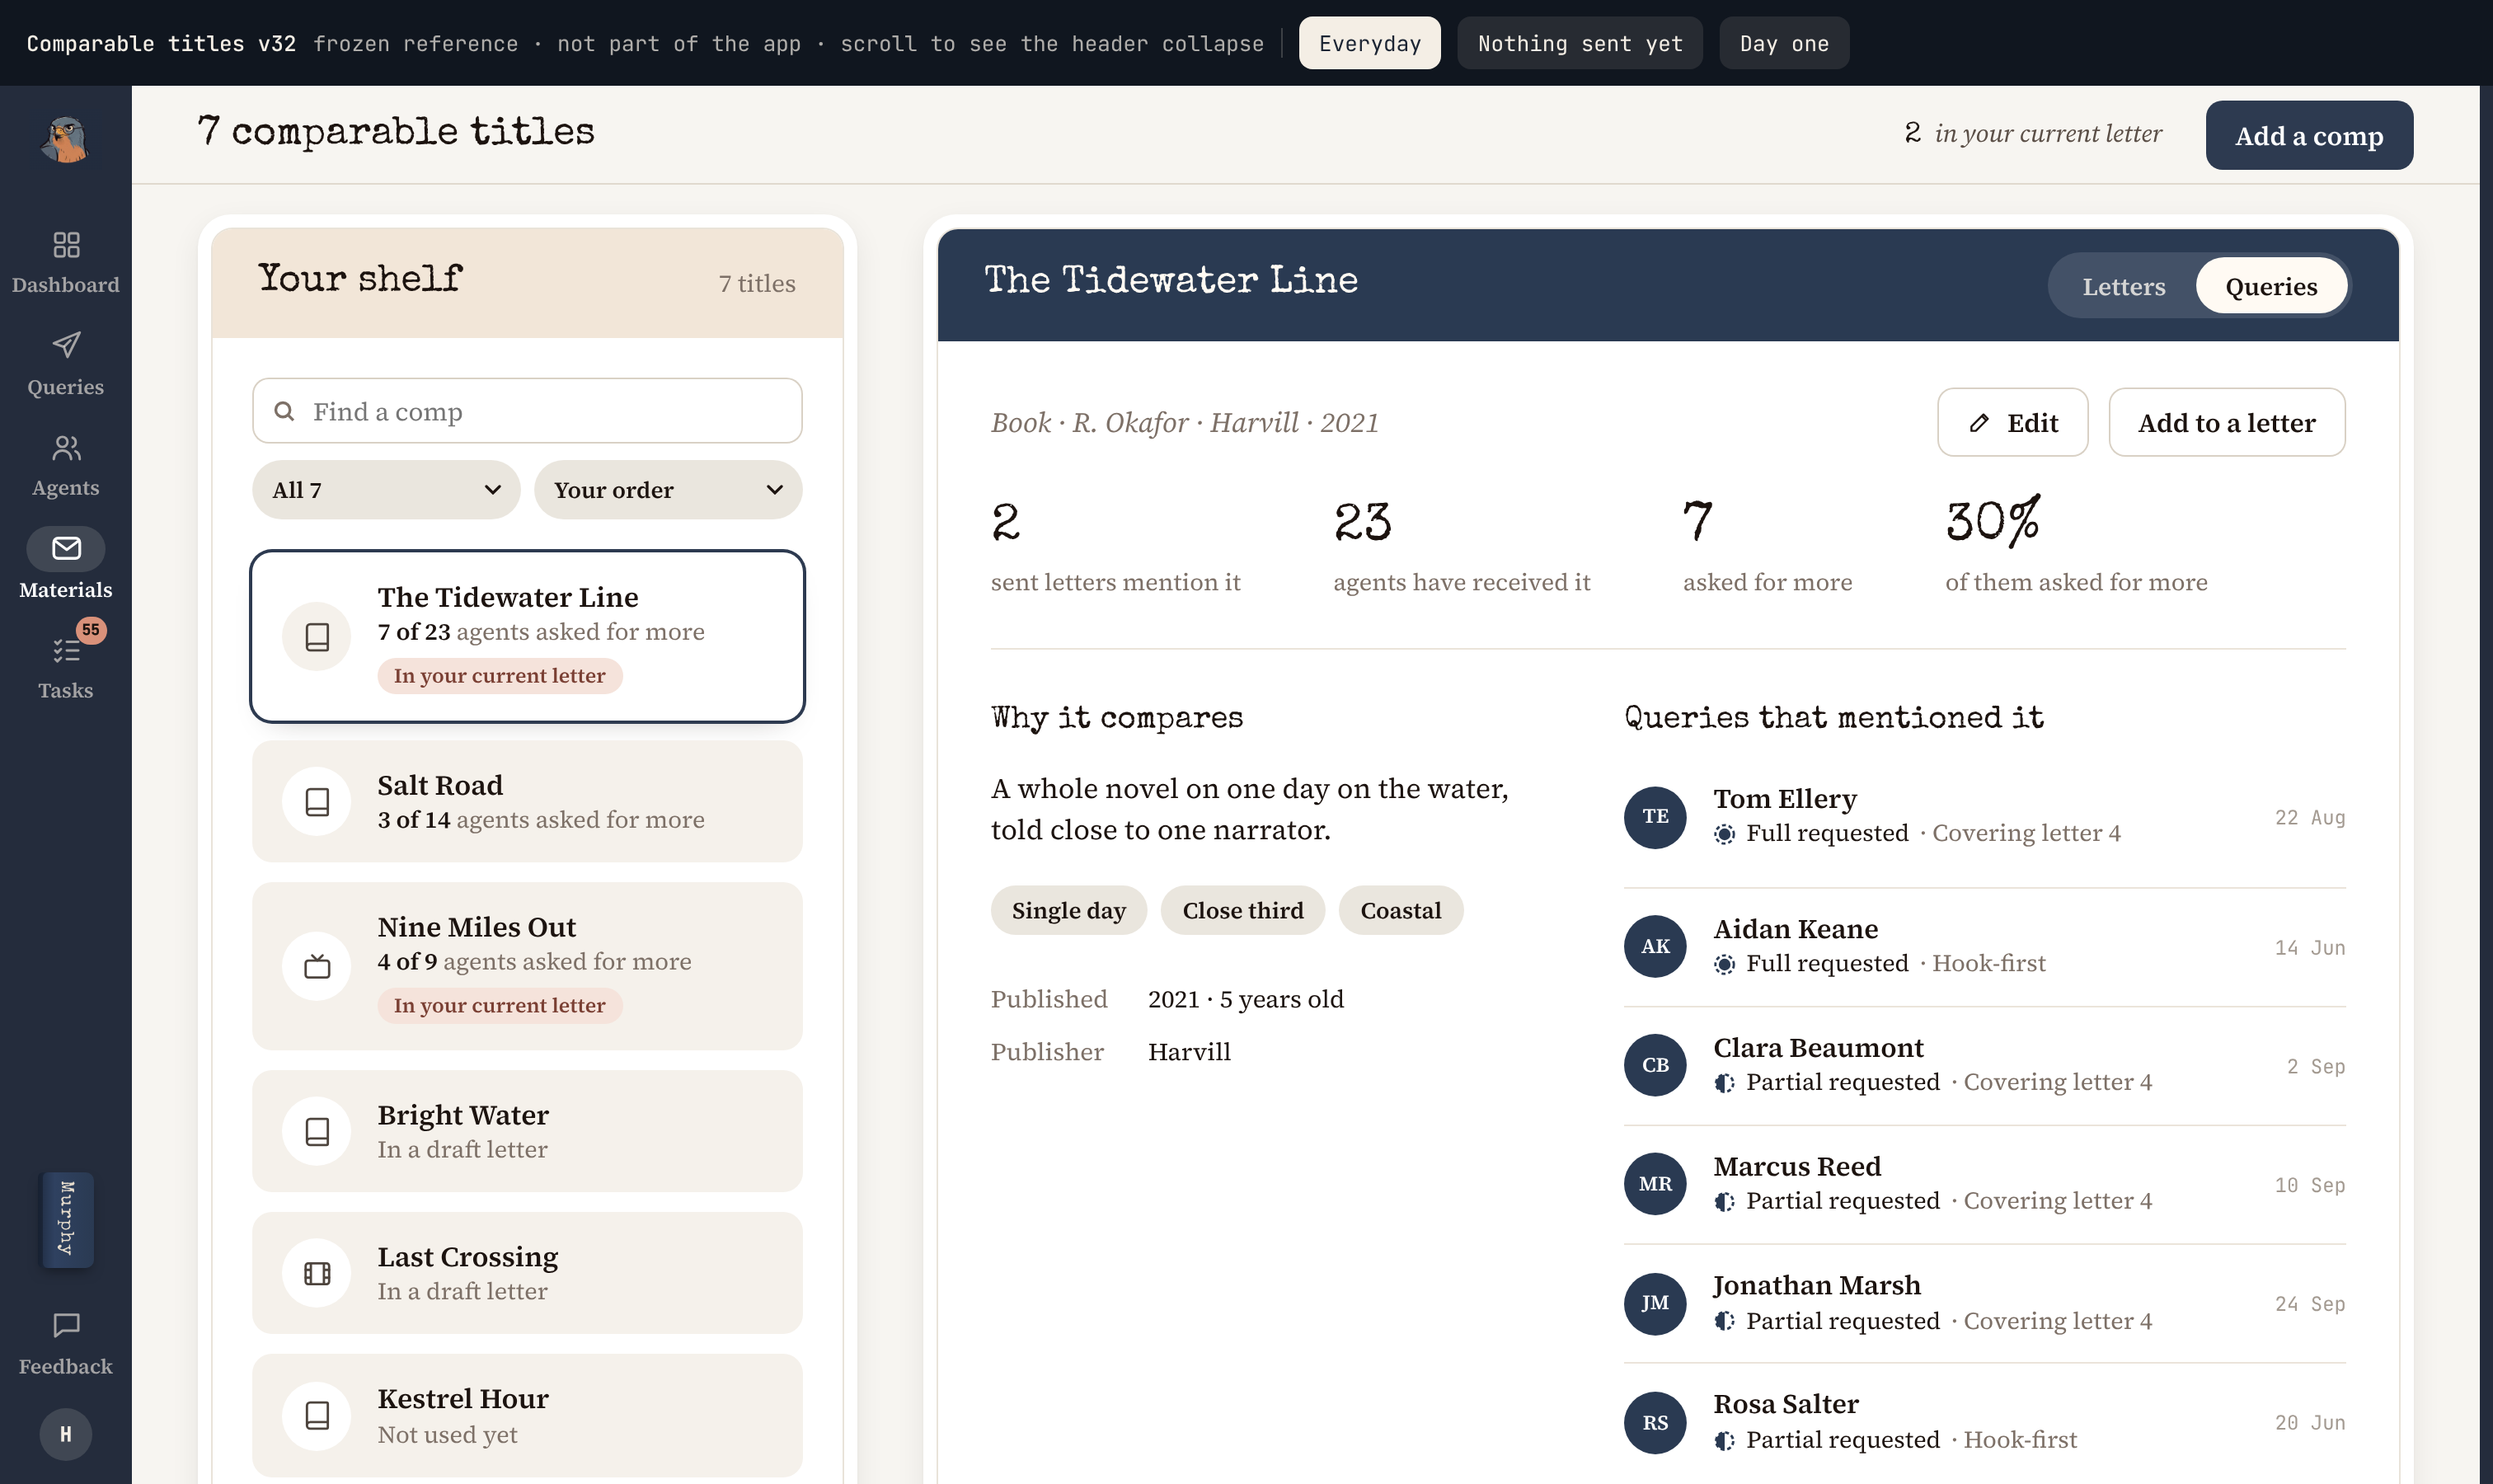 Comparable titles v32 frozen reference · not part of the app · scroll to see the header collapse
Everyday
Nothing sent yet
Day one
Dashboard
Queries
Agents
Materials
55
Tasks
Murphy
Feedback
H
7 comparable titles
2 in your current letter
Add a comp
Your shelf
7 titles
Find a comp
All 7
Your order
The Tidewater Line
7 of 23 agents asked for more
In your current letter
Salt Road
3 of 14 agents asked for more
Nine Miles Out
4 of 9 agents asked for more
In your current letter
Bright Water
In a draft letter
Last Crossing
In a draft letter
Kestrel Hour
Not used yet
The Tidewater Line
Letters
Queries
Book · R. Okafor · Harvill · 2021
Edit
Add to a letter
2
sent letters mention it
23
agents have received it
7
asked for more
30%
of them asked for more
Why it compares
A whole novel on one day on the water,
told close to one narrator.
Single day
Close third
Coastal
Published 2021 · 5 years old
Publisher Harvill
Queries that mentioned it
TE
Tom Ellery
Full requested · Covering letter 4
22 Aug
AK
Aidan Keane
Full requested · Hook-first
14 Jun
CB
Clara Beaumont
Partial requested · Covering letter 4
2 Sep
MR
Marcus Reed
Partial requested · Covering letter 4
10 Sep
JM
Jonathan Marsh
Partial requested · Covering letter 4
24 Sep
RS
Rosa Salter
Partial requested · Hook-first
20 Jun